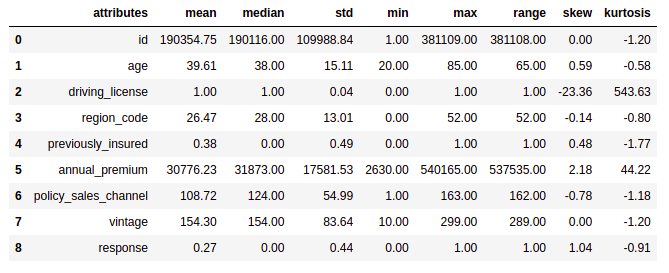 attributes mean median std min max range skew kurtosis
0 id 190354.75 190116.00 109988.84 1.00 381109.00 381108.00 0.00 -1.20
1 age 39.61 38.00 15.11 20.00 85.00 65.00 0.59 -0.58
2 driving_license 1.00 1.00 0.04 0.00 1.00 1.00 -23.36 543.63
3 region_code 26.47 28.00 13.01 0.00 52.00 52.00 -0.14 -0.80
4 previously_insured 0.38 0.00 0.49 0.00 1.00 1.00 0.48 -1.77
5 annual_premium 30776.23 31873.00 17581.53 2630.00 540165.00 537535.00 2.18 44.22
6 policy_sales_channel 108.72 124.00 54.99 1.00 163.00 162.00 -0.78 -1.18
7 vintage 154.30 154.00 83.64 10.00 299.00 289.00 0.00 -1.20
8 response 0.27 0.00 0.44 0.00 1.00 1.00 1.04 -0.91